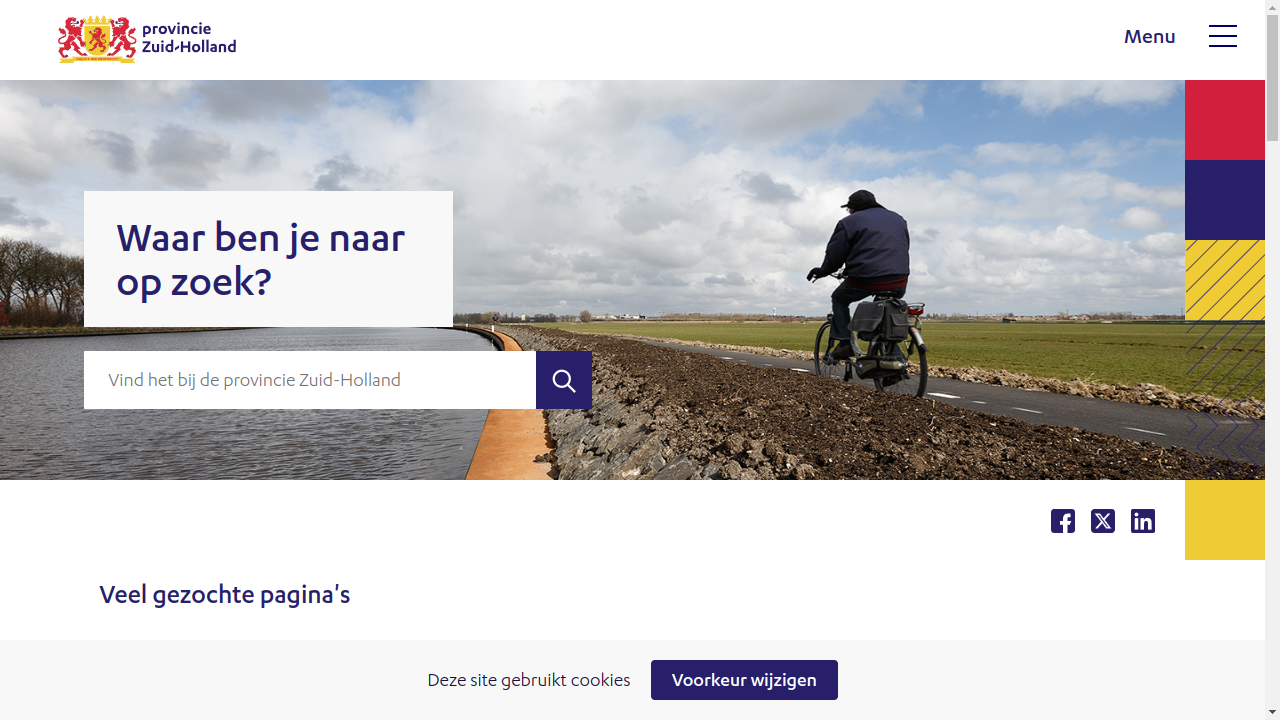 provincie
Zuid-Holland
Menu
Waar ben je naar
op zoek?
Vind het bij de provincie Zuid-Holland
Veel gezochte pagina's
Deze site gebruikt cookies
Voorkeur wijzigen